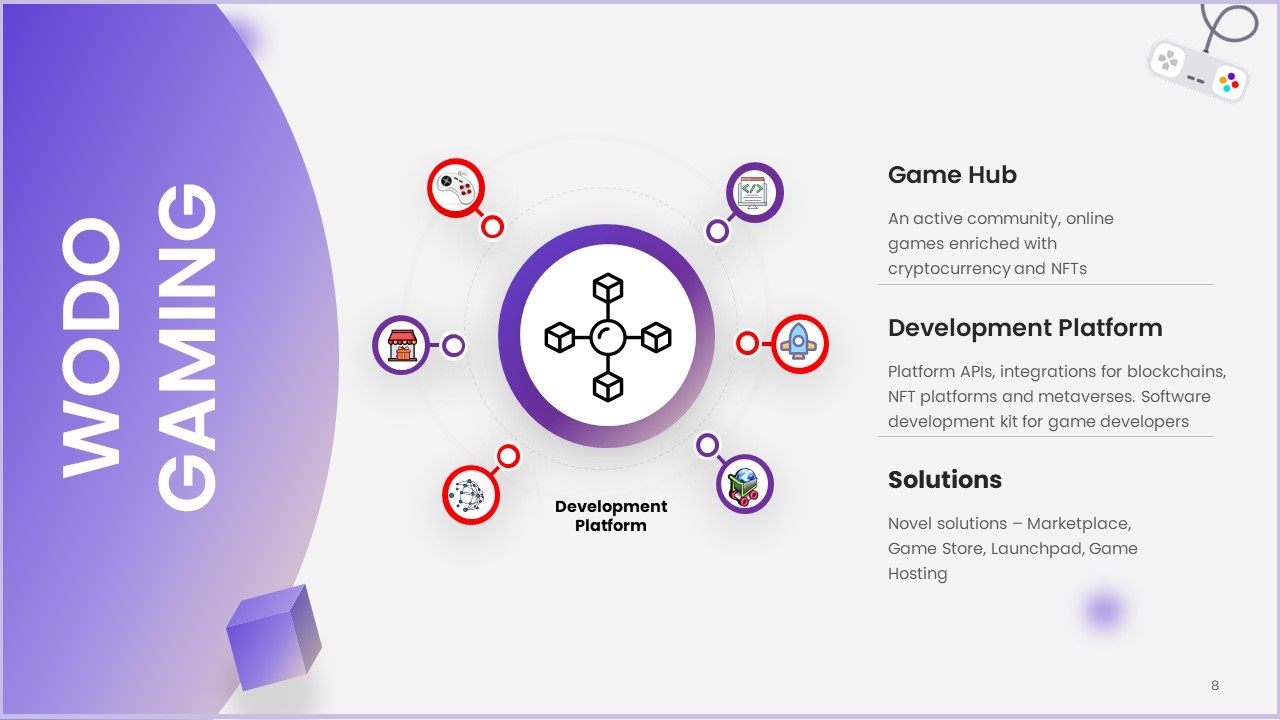 WODO
GAMING
Development
Platform
Game Hub
An active community, online
games enriched with
cryptocurrency and NFTs
Development Platform
Platform APIs, integrations for blockchains,
NFT platforms and metaverses. Software
development kit for game developers
Solutions
Novel solutions – Marketplace,
Game Store, Launchpad, Game
Hosting
8